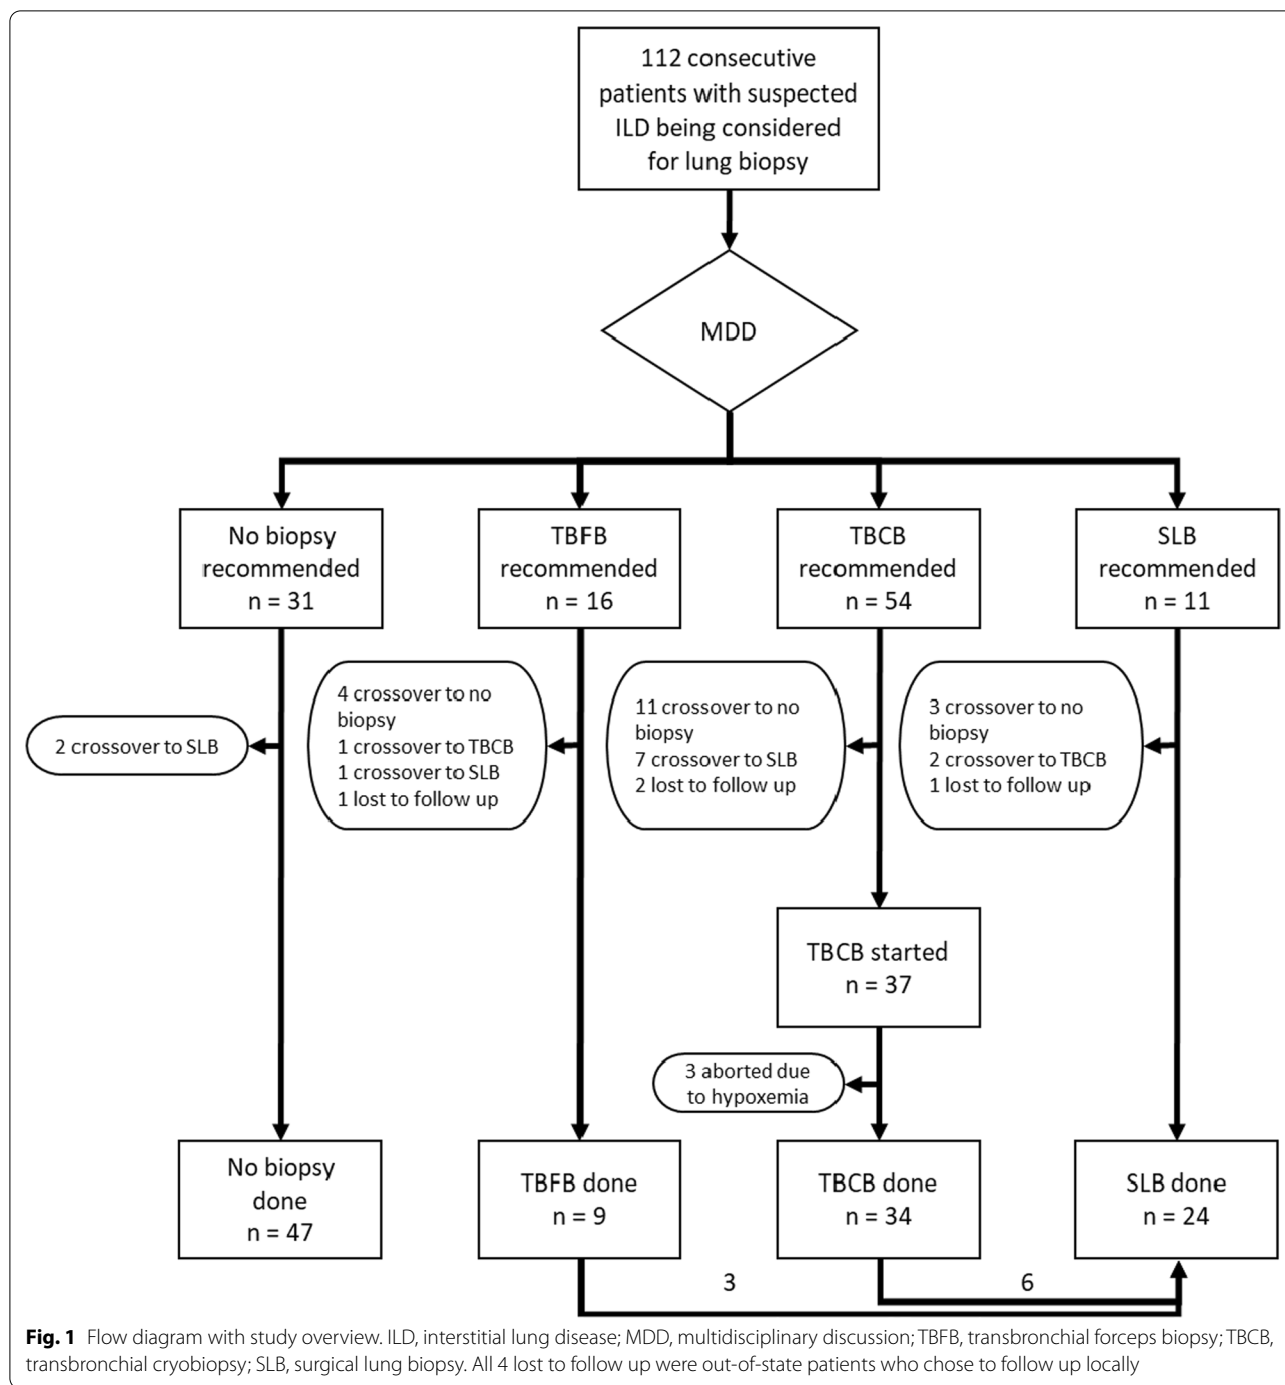 112 consecutive
patients with suspected
ILD being considered
for lung biopsy
MDD
No biopsy
recommended
n = 31
TBFB
recommended
n = 16
TBCB
recommended
n = 54
SLB
recommended
n = 11
2 crossover to SLB
4 crossover to no
biopsy
1 crossover to TBCB
1 crossover to SLB
1 lost to follow up
11 crossover to no
biopsy
7 crossover to SLB
2 lost to follow up
3 crossover to no
biopsy
2 crossover to TBCB
1 lost to follow up
TBCB started
n = 37
3 aborted due
to hypoxemia
No biopsy
done
n = 47
TBFB done
n = 9
TBCB done
n = 34
SLB done
n = 24
3
6
Fig. 1 Flow diagram with study overview. ILD, interstitial lung disease; MDD, multidisciplinary discussion; TBFB, transbronchial forceps biopsy; TBCB,
transbronchial cryobiopsy; SLB, surgical lung biopsy. All 4 lost to follow up were out-of-state patients who chose to follow up locally